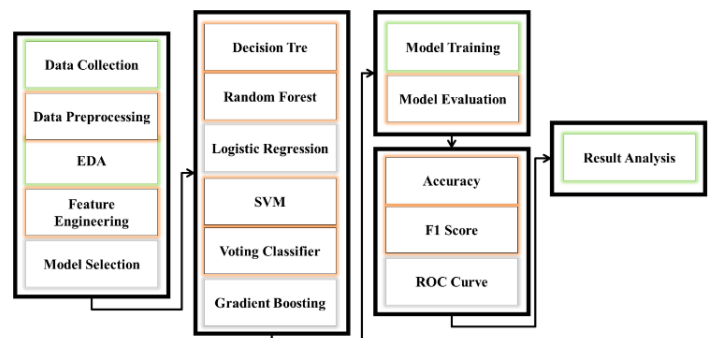 Data Collection
Data Preprocessing
EDA
Feature
Engineering
Model Selection
Decision Tre
Random Forest
Logistic Regression
SVM
Voting Classifier
Gradient Boosting
Model Training
Model Evaluation
Accuracy
F1 Score
ROC Curve
Result Analysis